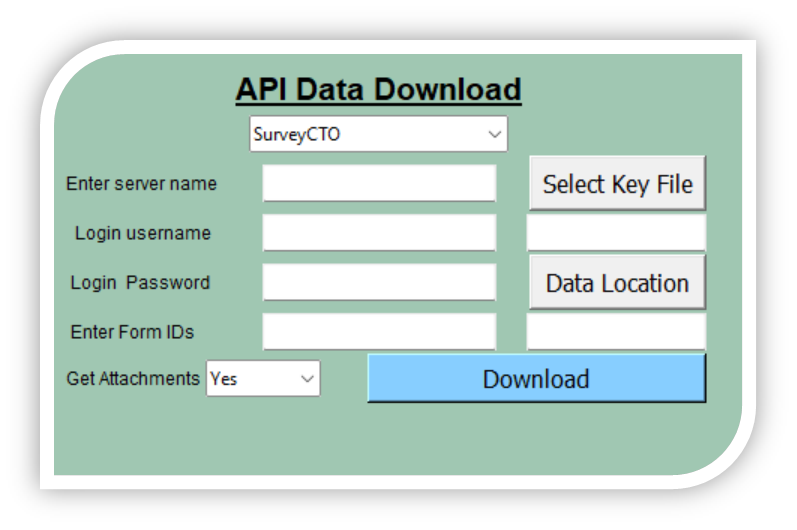 API Data Download
SurveyCTO
Enter server name
Select Key File
Login username
Login Password
Data Location
Enter Form IDs
Get Attachments Yes
Download